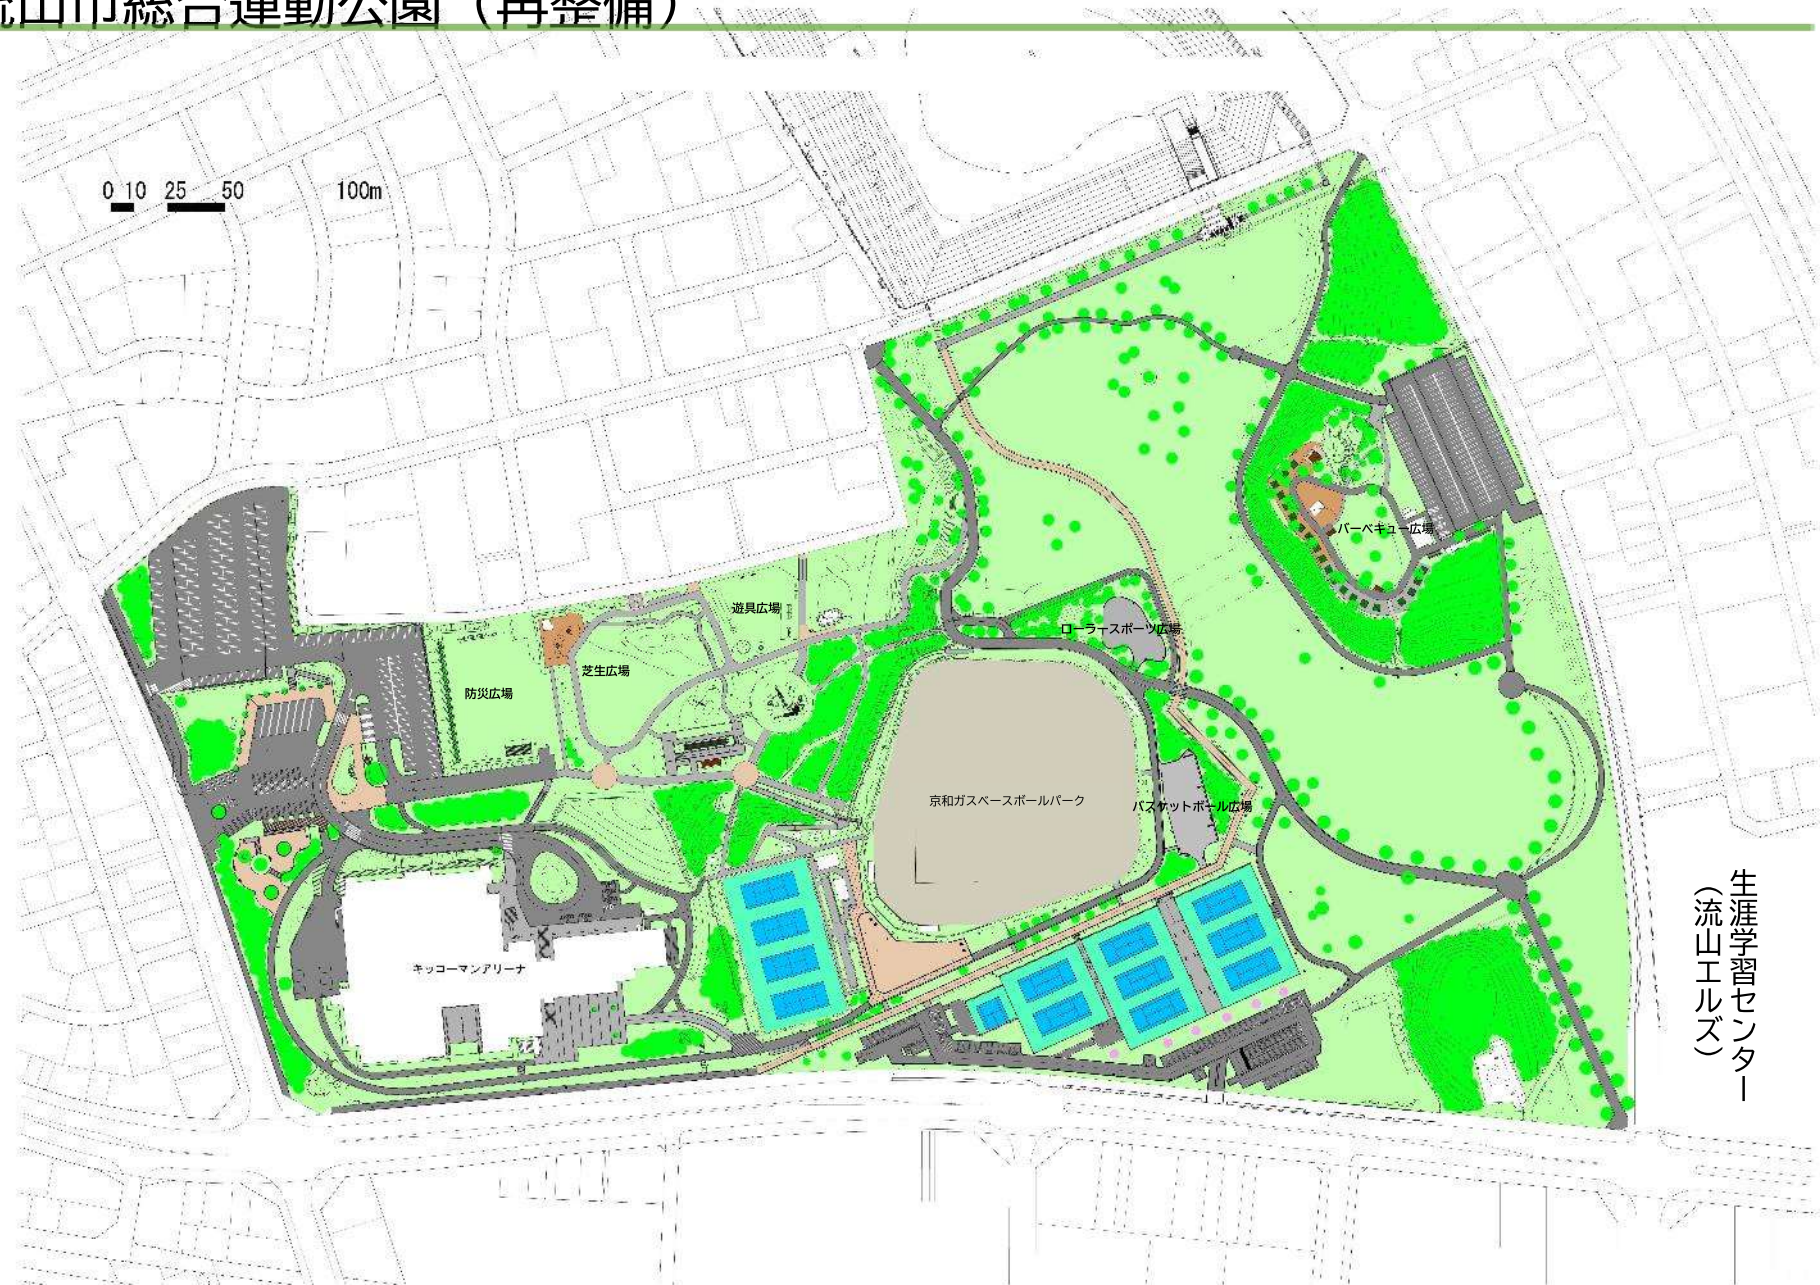 流山市総合運動公園（再整備）
0 10 25 50 100m
バーベキュー広場
遊具広場
ローラースポーツ広場
芝生広場
防災広場
京和ガスベースボールパーク
バスケットボール広場
キッコーマンアリーナ
生涯学習センター
（流山エルズ）